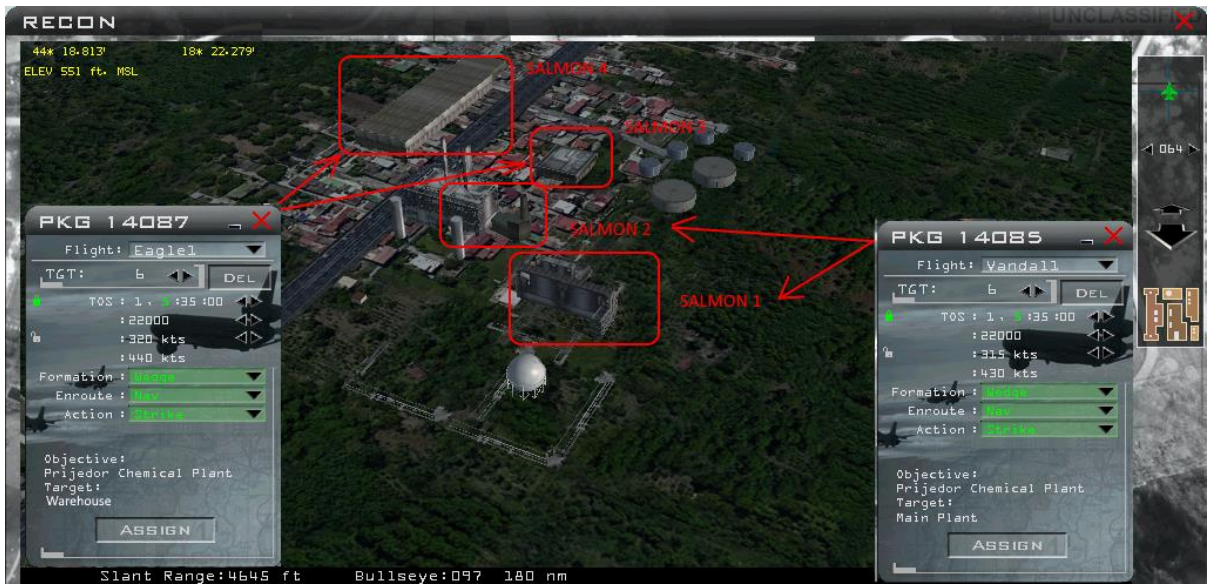 RECON
UNCLASSIFIED
44* 18.813' 18* 22.279'
ELEV 551 ft. MSL
SALMON 4
SALMON 3
SALMON 2
SALMON 1
064
PKG 14087
Flight: Eagle1
TGT: 6 DEL
TOS : 1, 5:35:00
:22000
:320 kts
:440 kts
Formation : Wedge
Enroute : Nav
Action : Strike
Objective:
Prijedor Chemical Plant
Target:
Warehouse
ASSIGN
PKG 14085
Flight: Vandal1
TGT: 6 DEL
TOS : 1, 5:35:00
:22000
:315 kts
:430 kts
Formation : Wedge
Enroute : Nav
Action : Strike
Objective:
Prijedor Chemical Plant
Target:
Main Plant
ASSIGN
Slant Range:4645 ft Bullseye:097 180 nm